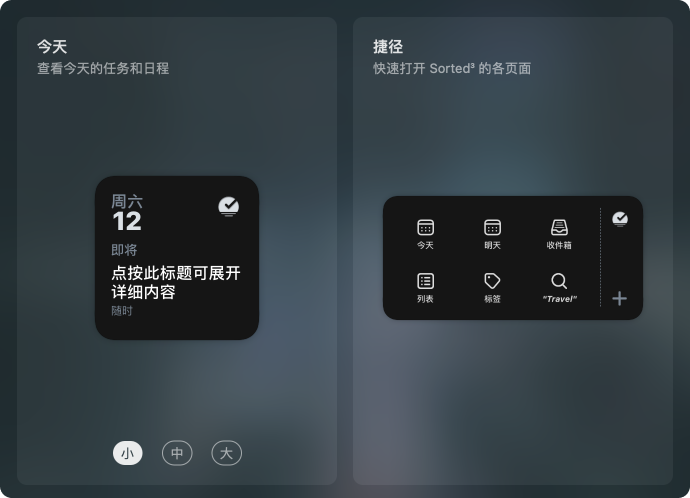 今天
查看今天的任务和日程
周六
12
即将
点按此标题可展开
详细内容
随时
小 中 大
捷径
快速打开 Sorted³ 的各页面
今天 明天 收件箱
列表 标签 "Travel"